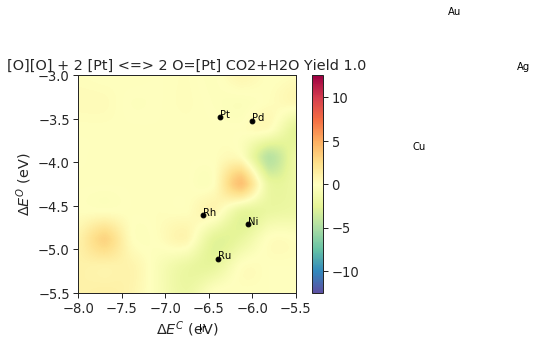 Au
[O][O] + 2 [Pt] <=> 2 O=[Pt] CO2+H2O Yield 1.0
Ag
−3.0
−3.5
−4.0
−4.5
−5.0
−5.5
ΔE^O (eV)
Pt
Pd
Cu
Rh
Ni
Ru
10
5
0
−5
−10
−8.0 −7.5 −7.0 −6.5 −6.0 −5.5
ΔE^C (eV)
Ir